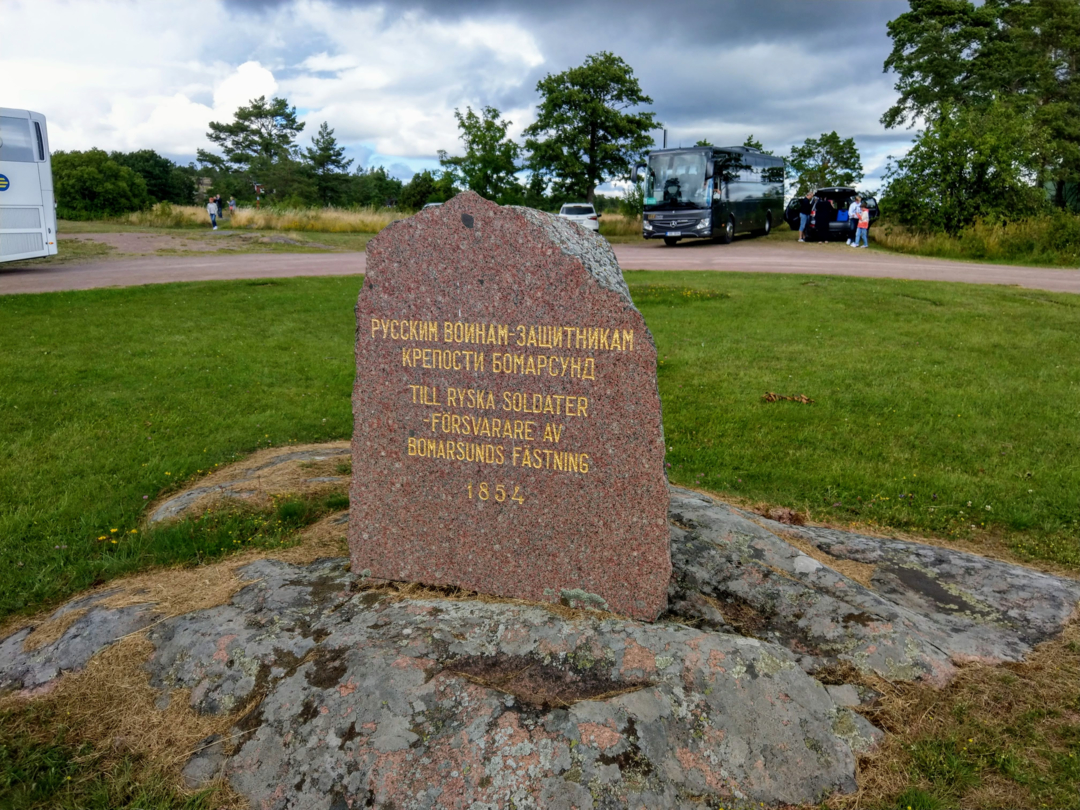 РУССКИМ ВОИНАМ-ЗАЩИТНИКАМ
КРЕПОСТИ БОМАРСУНД
TILL RYSKA SOLDATER
-FÖRSVARARE AV
BOMARSUNDS FÄSTNING
1854